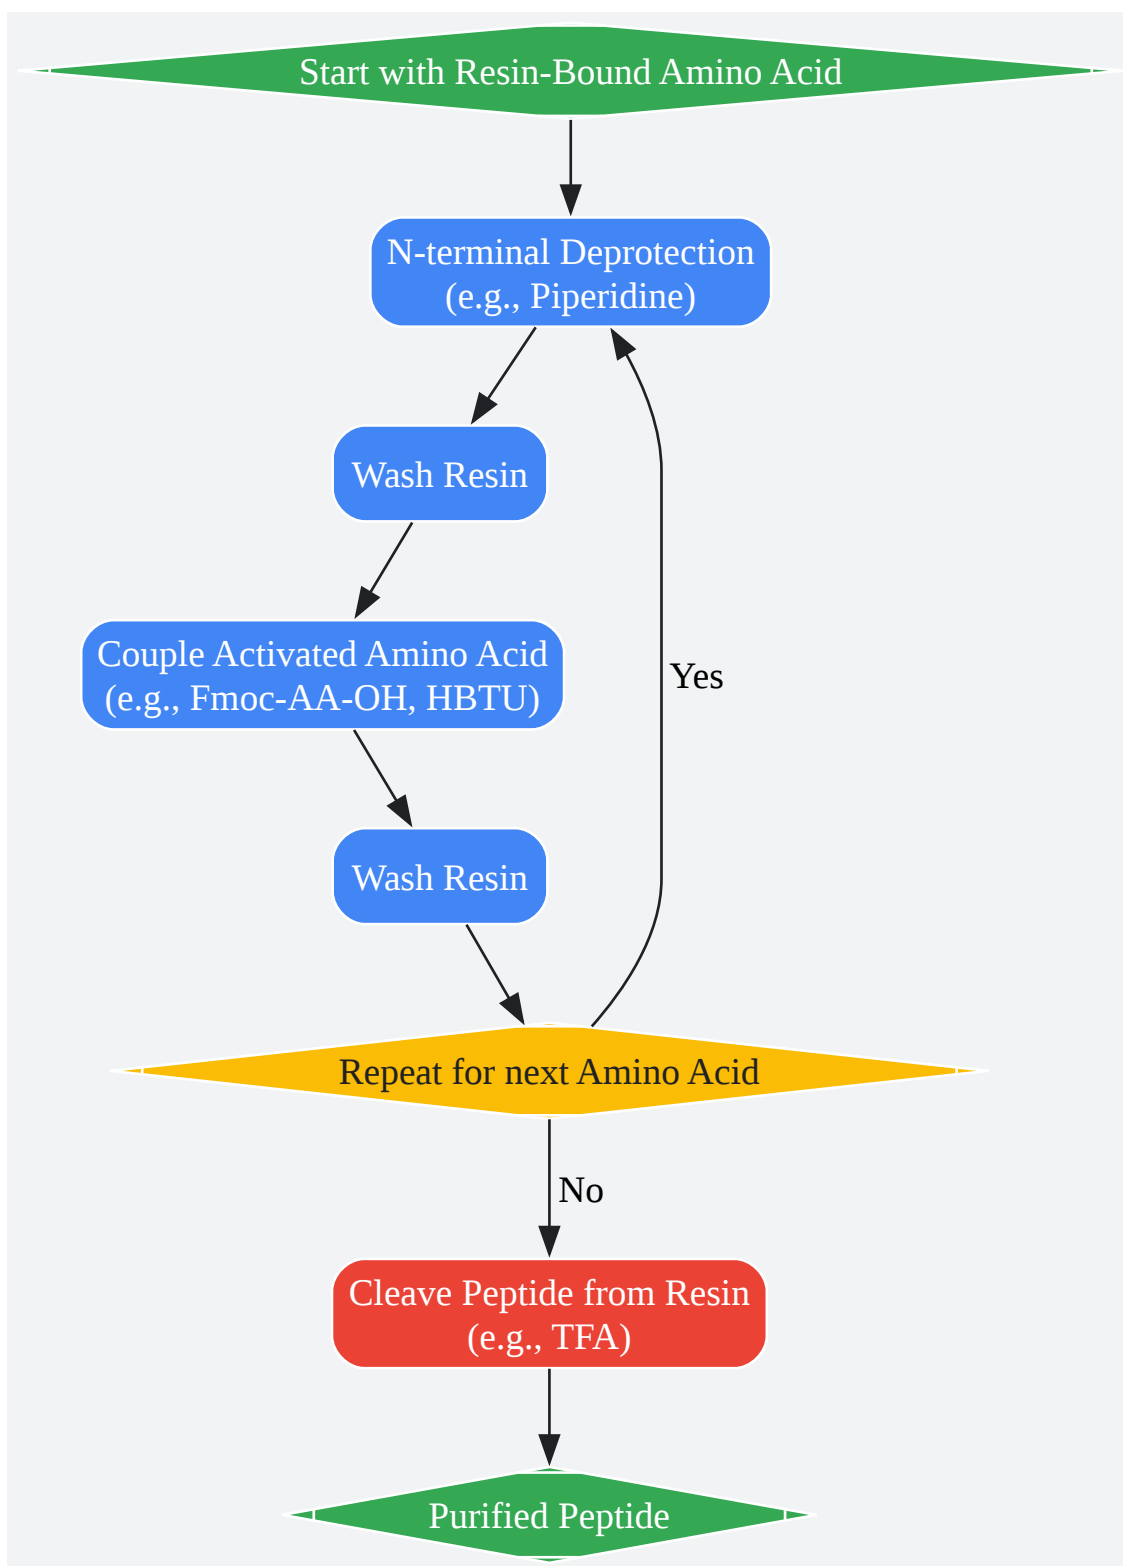 Start with Resin-Bound Amino Acid
N-terminal Deprotection
(e.g., Piperidine)
Wash Resin
Couple Activated Amino Acid
(e.g., Fmoc-AA-OH, HBTU)
Yes
Wash Resin
Repeat for next Amino Acid
No
Cleave Peptide from Resin
(e.g., TFA)
Purified Peptide